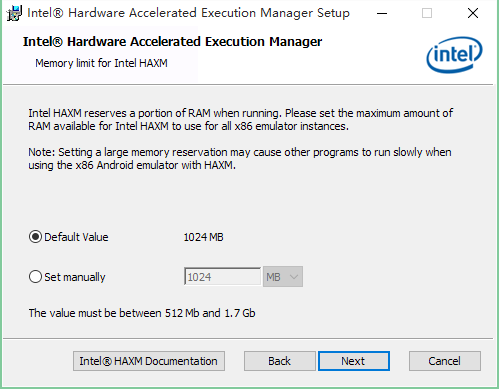 Intel® Hardware Accelerated Execution Manager Setup
Intel® Hardware Accelerated Execution Manager
Memory limit for Intel HAXM
intel
Intel HAXM reserves a portion of RAM when running. Please set the maximum amount of
RAM available for Intel HAXM to use for all x86 emulator instances.
Note: Setting a large memory reservation may cause other programs to run slowly when
using the x86 Android emulator with HAXM.
Default Value 1024 MB
Set manually 1024 MB
The value must be between 512 Mb and 1.7 Gb
Intel® HAXM Documentation Back Next Cancel